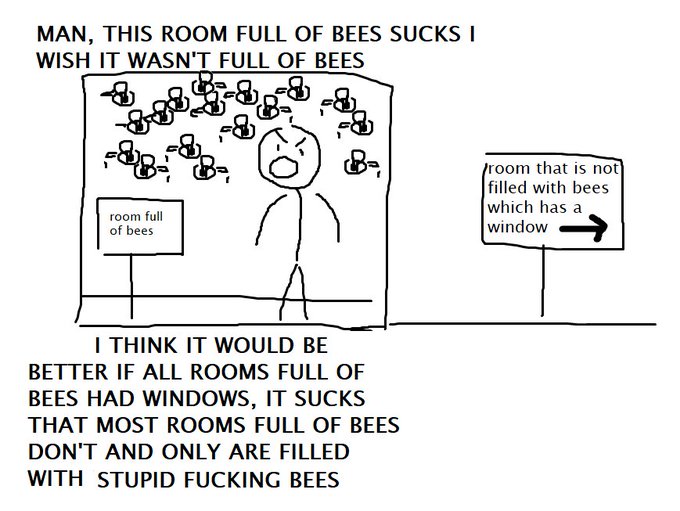 MAN, THIS ROOM FULL OF BEES SUCKS I
WISH IT WASN'T FULL OF BEES
room full
of bees
room that is not
filled with bees
which has a
window
I THINK IT WOULD BE
BETTER IF ALL ROOMS FULL OF
BEES HAD WINDOWS, IT SUCKS
THAT MOST ROOMS FULL OF BEES
DON'T AND ONLY ARE FILLED
WITH STUPID FUCKING BEES